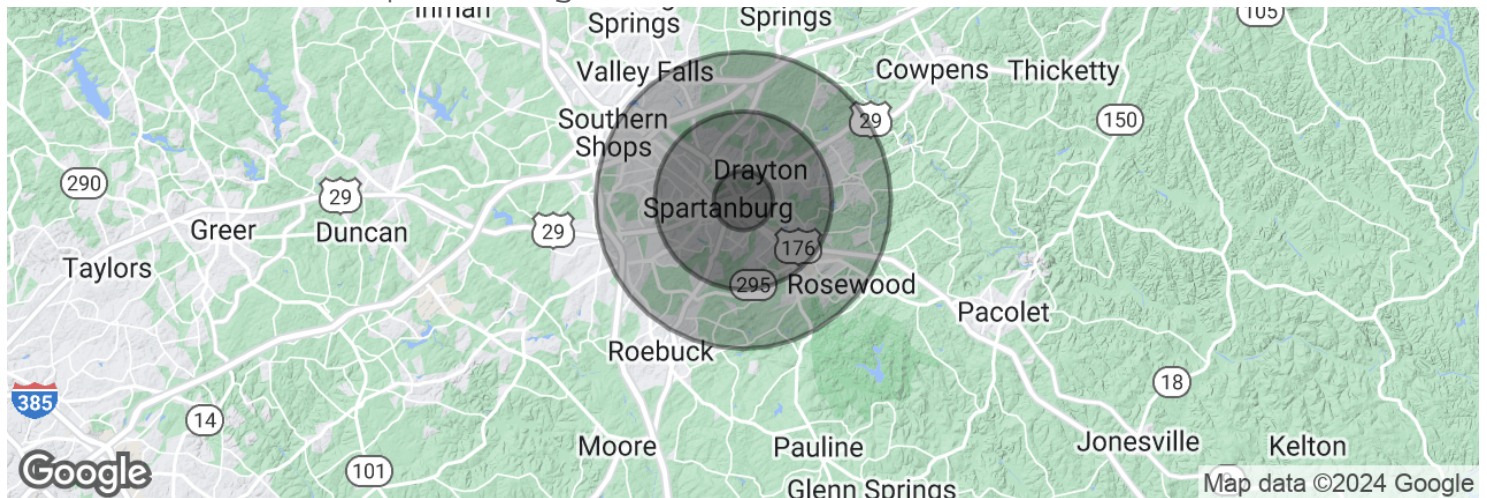 Inman
Springs
Springs
105
Valley Falls
Cowpens
Thicketty
Southern
Shops
29
150
Drayton
290
29
Spartanburg
Greer
Duncan
29
176
Taylors
295
Rosewood
Pacolet
Roebuck
385
18
14
Moore
Pauline
Jonesville
Kelton
101
Google
Glenn Springs
Map data ©2024 Google